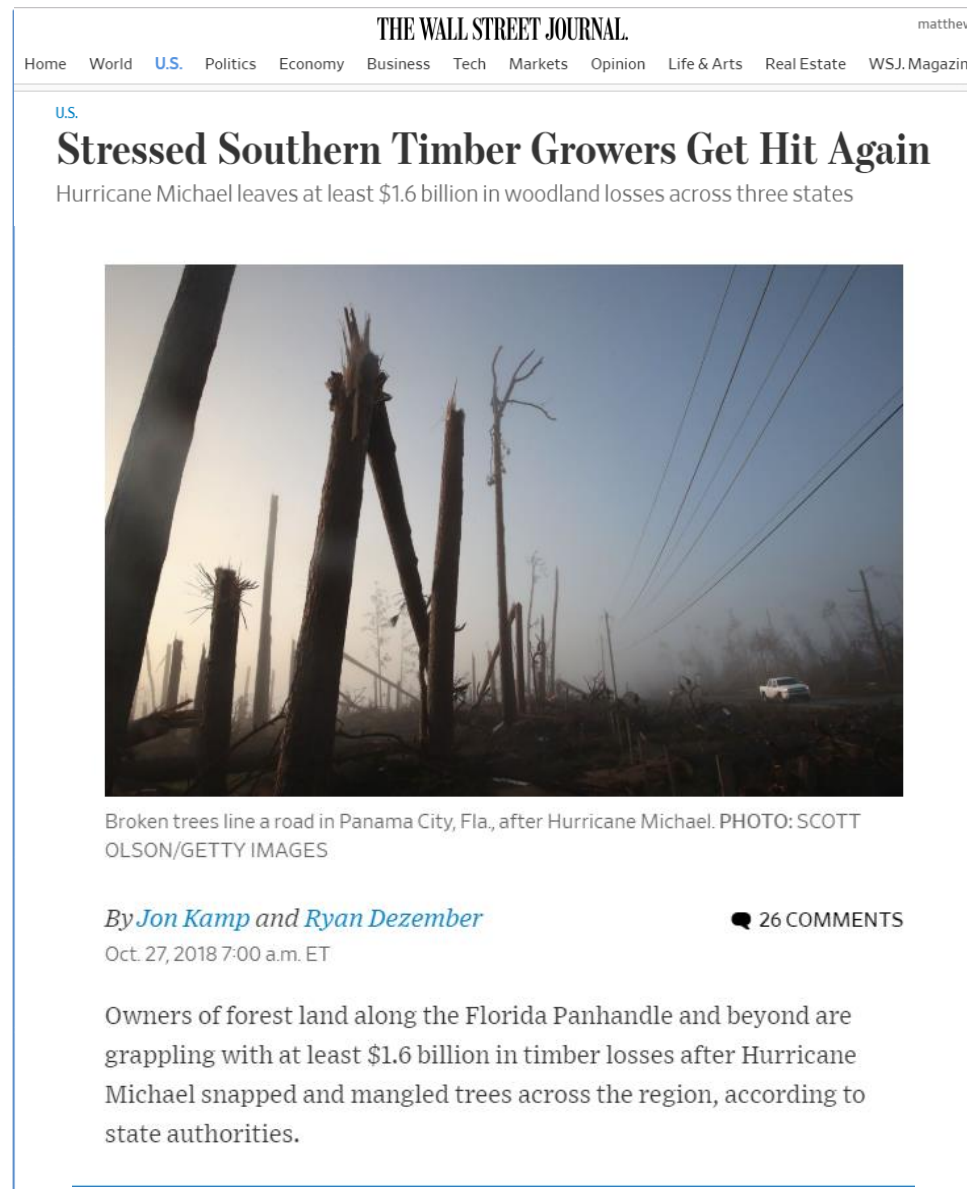 THE WALL STREET JOURNAL.
matthew
Home World U.S. Politics Economy Business Tech Markets Opinion Life & Arts Real Estate WSJ. Magazin
U.S.
Stressed Southern Timber Growers Get Hit Again
Hurricane Michael leaves at least $1.6 billion in woodland losses across three states
Broken trees line a road in Panama City, Fla., after Hurricane Michael. PHOTO: SCOTT
OLSON/GETTY IMAGES
By Jon Kamp and Ryan Dezember
26 COMMENTS
Oct. 27, 2018 7:00 a.m. ET
Owners of forest land along the Florida Panhandle and beyond are
grappling with at least $1.6 billion in timber losses after Hurricane
Michael snapped and mangled trees across the region, according to
state authorities.